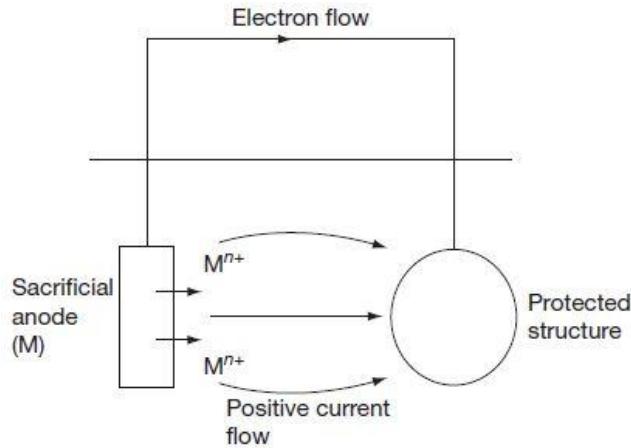 Electron flow
Mⁿ⁺
Sacrificial
anode
(M)
Protected
structure
Mⁿ⁺
Positive current
flow